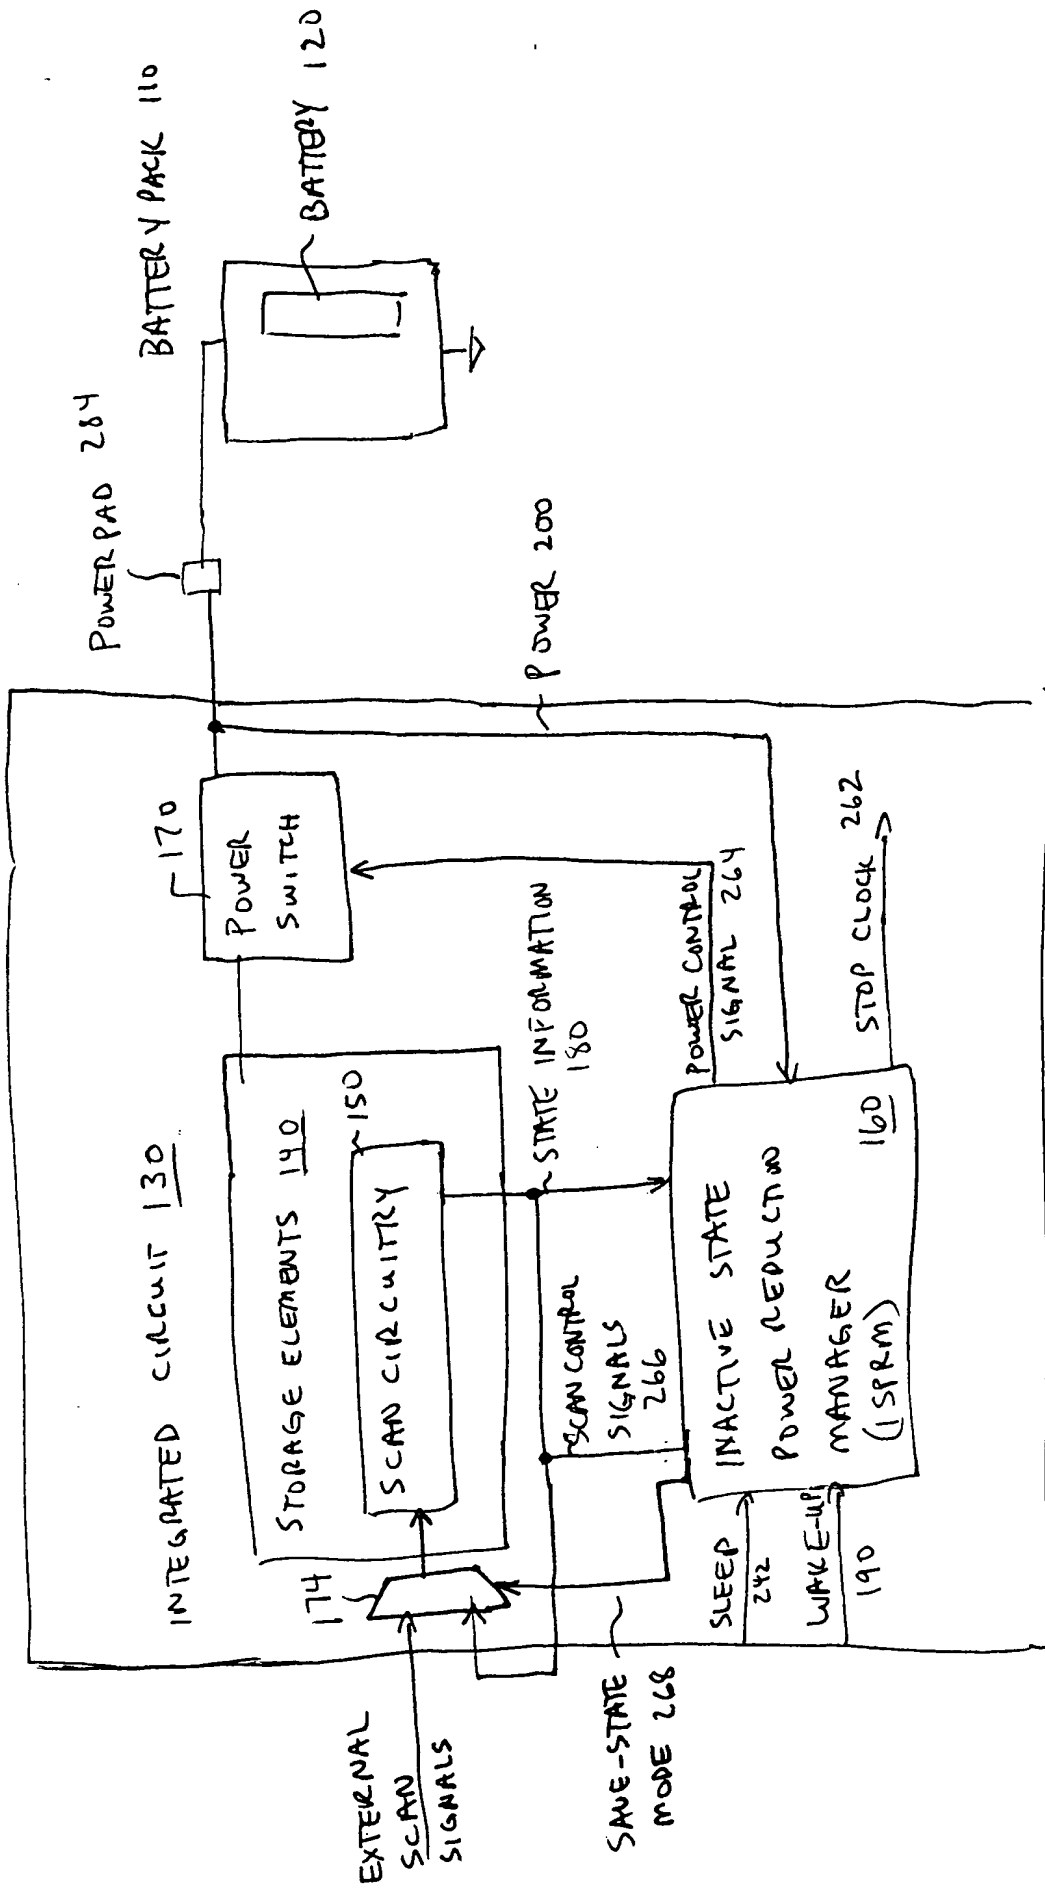 BATTERY PACK 110
BATTERY 120
POWER PAD 284
INTEGRATED CIRCUIT 130
170
POWER
SWITCH
POWER 200
STORAGE ELEMENTS 140
150
SCAN CIRCUITRY
174
EXTERNAL
SCAN
SIGNALS
STATE INFORMATION
180
SCAN CONTROL
SIGNALS
266
POWER CONTROL
SIGNAL 264
STOP CLOCK 262
INACTIVE STATE
POWER REDUCTION
MANAGER
(ISPRM)
160
SLEEP
242
WAKE-UP
190
SAVE-STATE
MODE 268